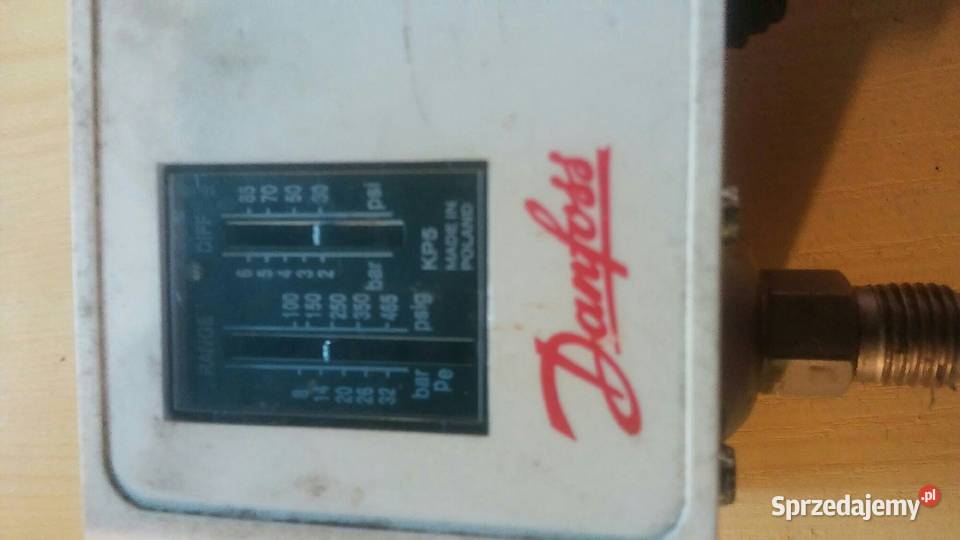 RANGE DIFF
8 100 6 85
14 150 5 70
20 250 4 50
26 350 3 30
32 465 2
bar psig bar psi
Pe KP5
MADE IN
POLAND
Danfoss
Sprzedajemy.pl